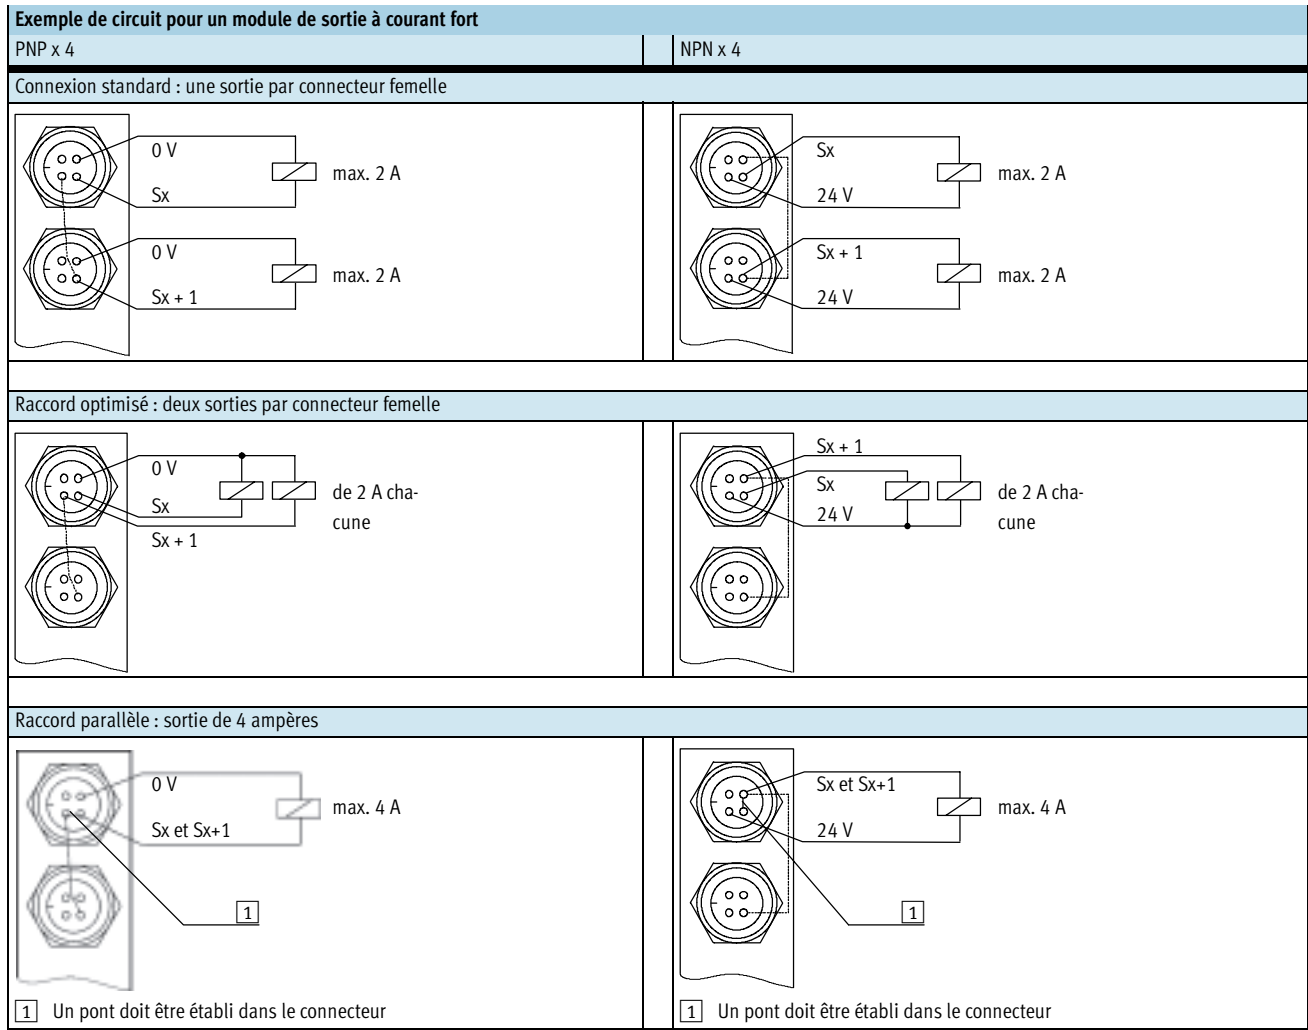 Exemple de circuit pour un module de sortie à courant fort
PNP x 4
NPN x 4
Connexion standard : une sortie par connecteur femelle
0 V
Sx
max. 2 A
0 V
Sx + 1
max. 2 A
Sx
24 V
max. 2 A
Sx + 1
24 V
max. 2 A
Raccord optimisé : deux sorties par connecteur femelle
0 V
Sx
Sx + 1
de 2 A cha-
cune
Sx + 1
Sx
24 V
de 2 A cha-
cune
Raccord parallèle : sortie de 4 ampères
0 V
Sx et Sx+1
max. 4 A
1
Sx et Sx+1
24 V
max. 4 A
1
1 Un pont doit être établi dans le connecteur
1 Un pont doit être établi dans le connecteur